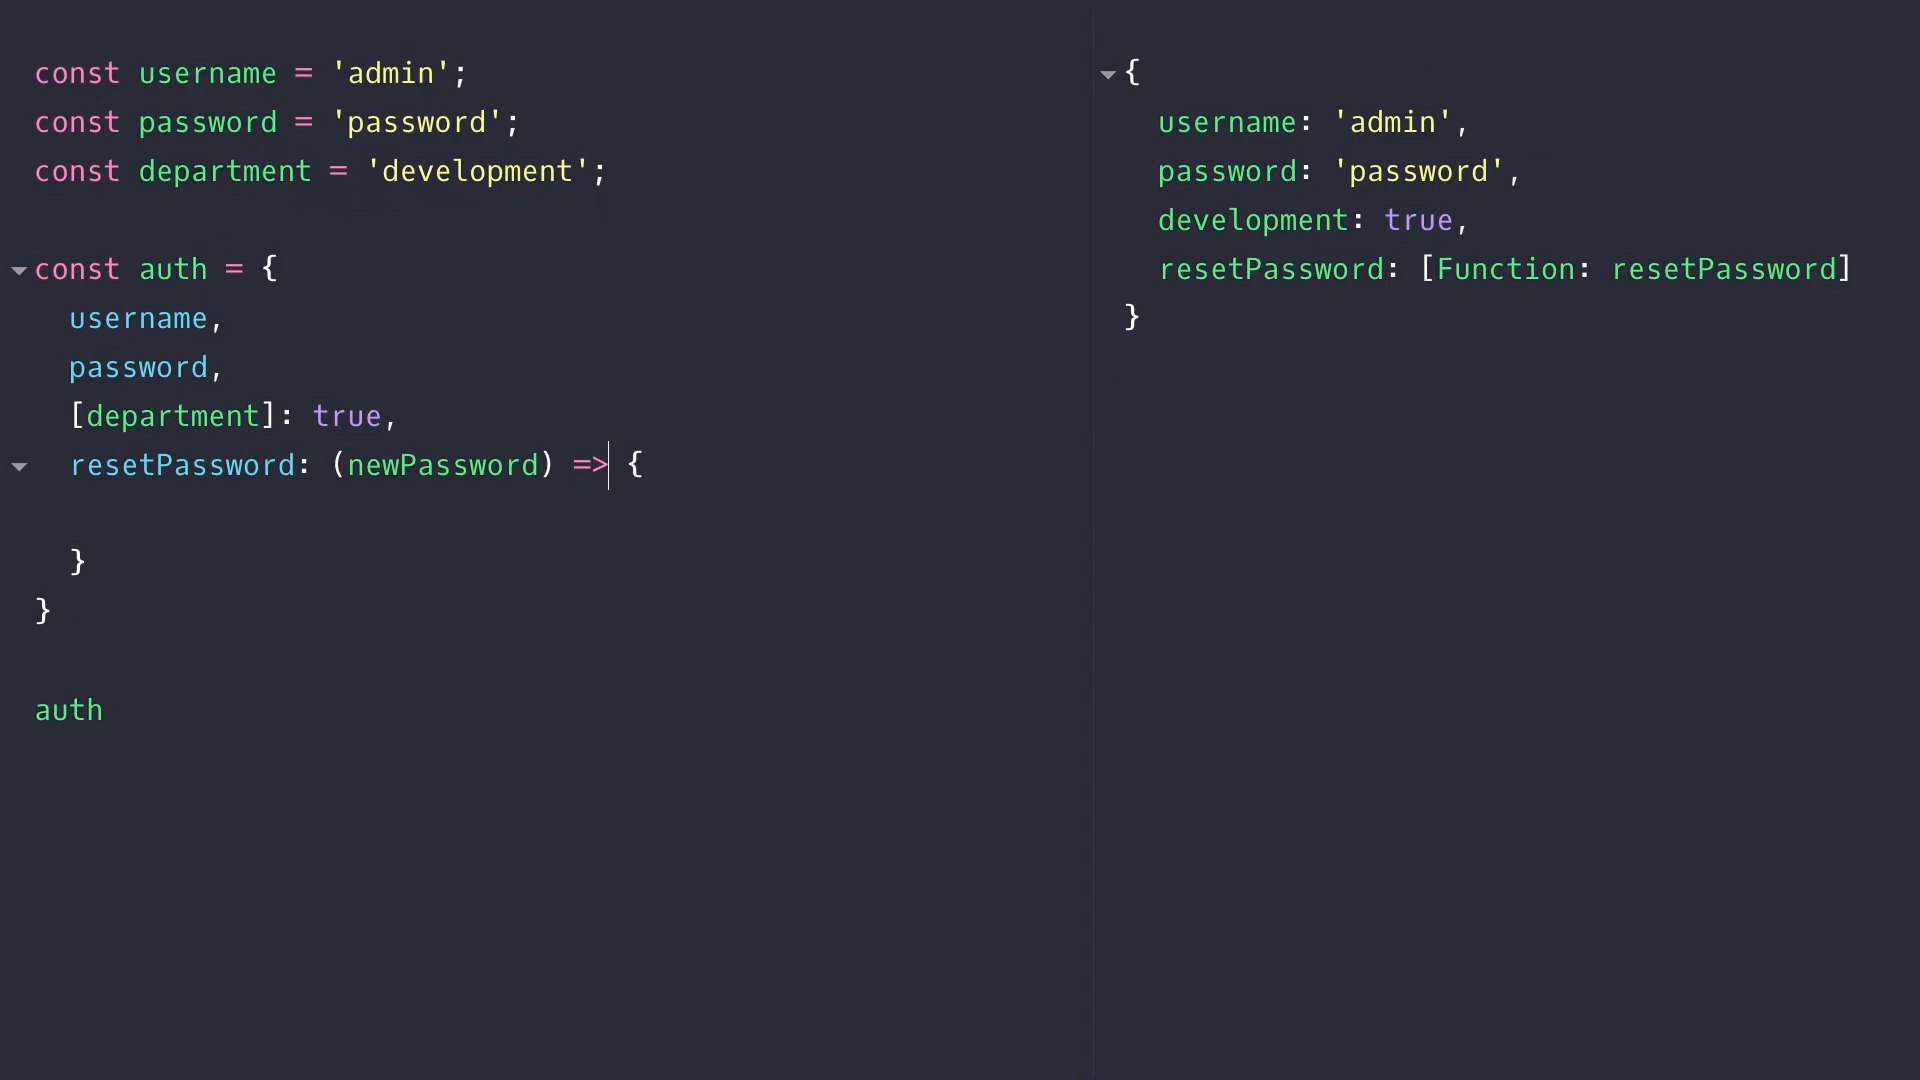 const username = 'admin';
const password = 'password';
const department = 'development';
const auth = {
  username,
  password,
  [department]: true,
  resetPassword: (newPassword) => {
  }
}
auth
{
  username: 'admin',
  password: 'password',
  development: true,
  resetPassword: [Function: resetPassword]
}